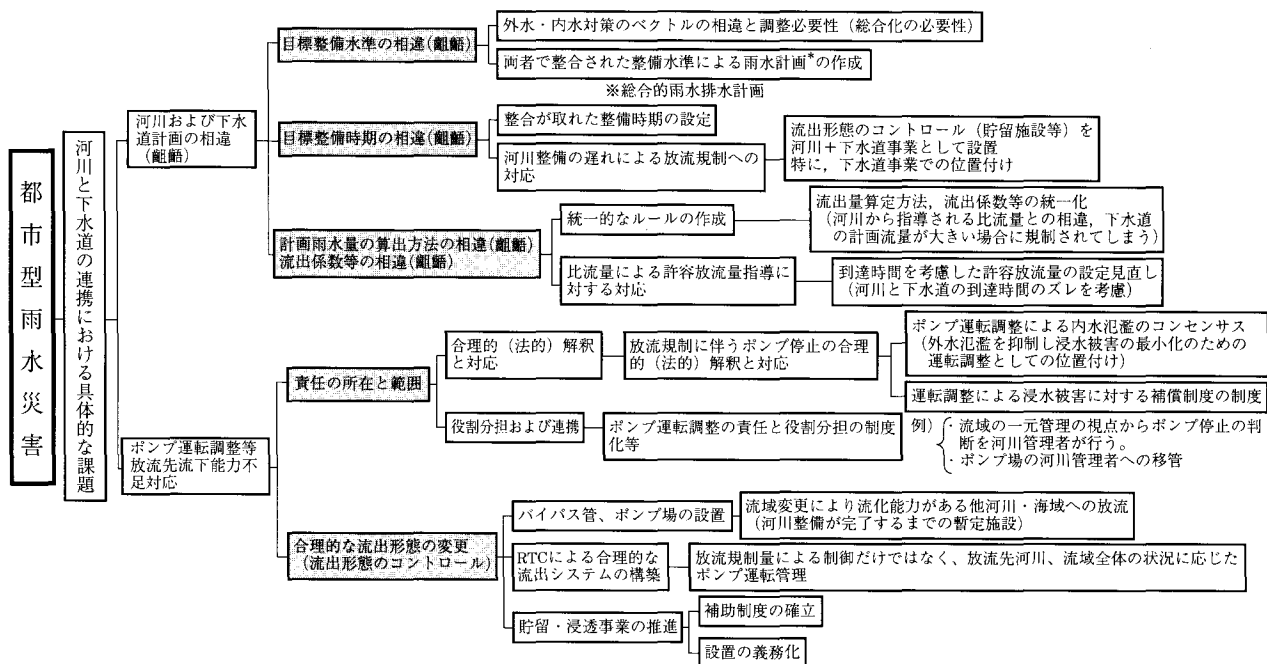 都市型雨水災害
河川と下水道の連携における具体的な課題
河川および下水
道計画の相違
(齟齬)
目標整備水準の相違(齟齬)
外水・内水対策のベクトルの相違と調整必要性(総合化の必要性)
両者で整合された整備水準による雨水計画*の作成
※総合的雨水排水計画
目標整備時期の相違(齟齬)
整合が取れた整備時期の設定
河川整備の遅れによる放流規制への
対応
流出形態のコントロール(貯留施設等)を
河川+下水道事業として設置
特に,下水道事業での位置付け
計画雨水量の算出方法の相違(齟齬)
流出係数等の相違(齟齬)
統一的なルールの作成
流出量算定方法,流出係数等の統一化
(河川から指導される比流量との相違,下水道
の計画流量が大きい場合に規制されてしまう)
比流量による許容放流量指導に
対する対応
到達時間を考慮した許容放流量の設定見直し
(河川と下水道の到達時間のズレを考慮)
ポンプ運転調整等
放流先流下能力不
足対応
責任の所在と範囲
合理的(法的)解釈
と対応
放流規制に伴うポンプ停止の合理
的(法的)解釈と対応
ポンプ運転調整による内水氾濫のコンセンサス
(外水氾濫を抑制し浸水被害の最小化のための
運転調整としての位置付け)
運転調整による浸水被害に対する補償制度の制度
役割分担および連携
ポンプ運転調整の責任と役割分担の制度
化等
例)
・流域の一元管理の視点からポンプ停止の判
断を河川管理者が行う。
・ポンプ場の河川管理者への移管
合理的な流出形態の変更
(流出形態のコントロール)
バイパス管、ポンプ場の設置
流域変更により流化能力がある他河川・海域への放流
(河川整備が完了するまでの暫定施設)
RTCによる合理的な
流出システムの構築
放流規制量による制御だけではなく、放流先河川、流域全体の状況に応じた
ポンプ運転管理
貯留・浸透事業の推進
補助制度の確立
設置の義務化